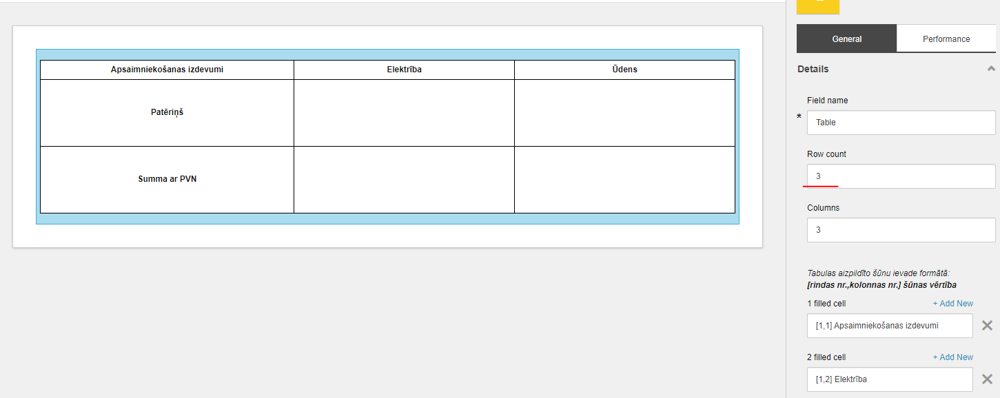 Apsaimniekošanas izdevumi Elektrība Ūdens
Patēriņš
Summa ar PVN
General Performance
Details
Field name
* Table
Row count
3
Columns
3
Tabulas aizpildīto šūnu ievade formātā:
[rindas nr.,kolonnas nr.] šūnas vērtība
1 filled cell + Add New
[1,1] Apsaimniekošanas izdevumi
2 filled cell + Add New
[1,2] Elektrība